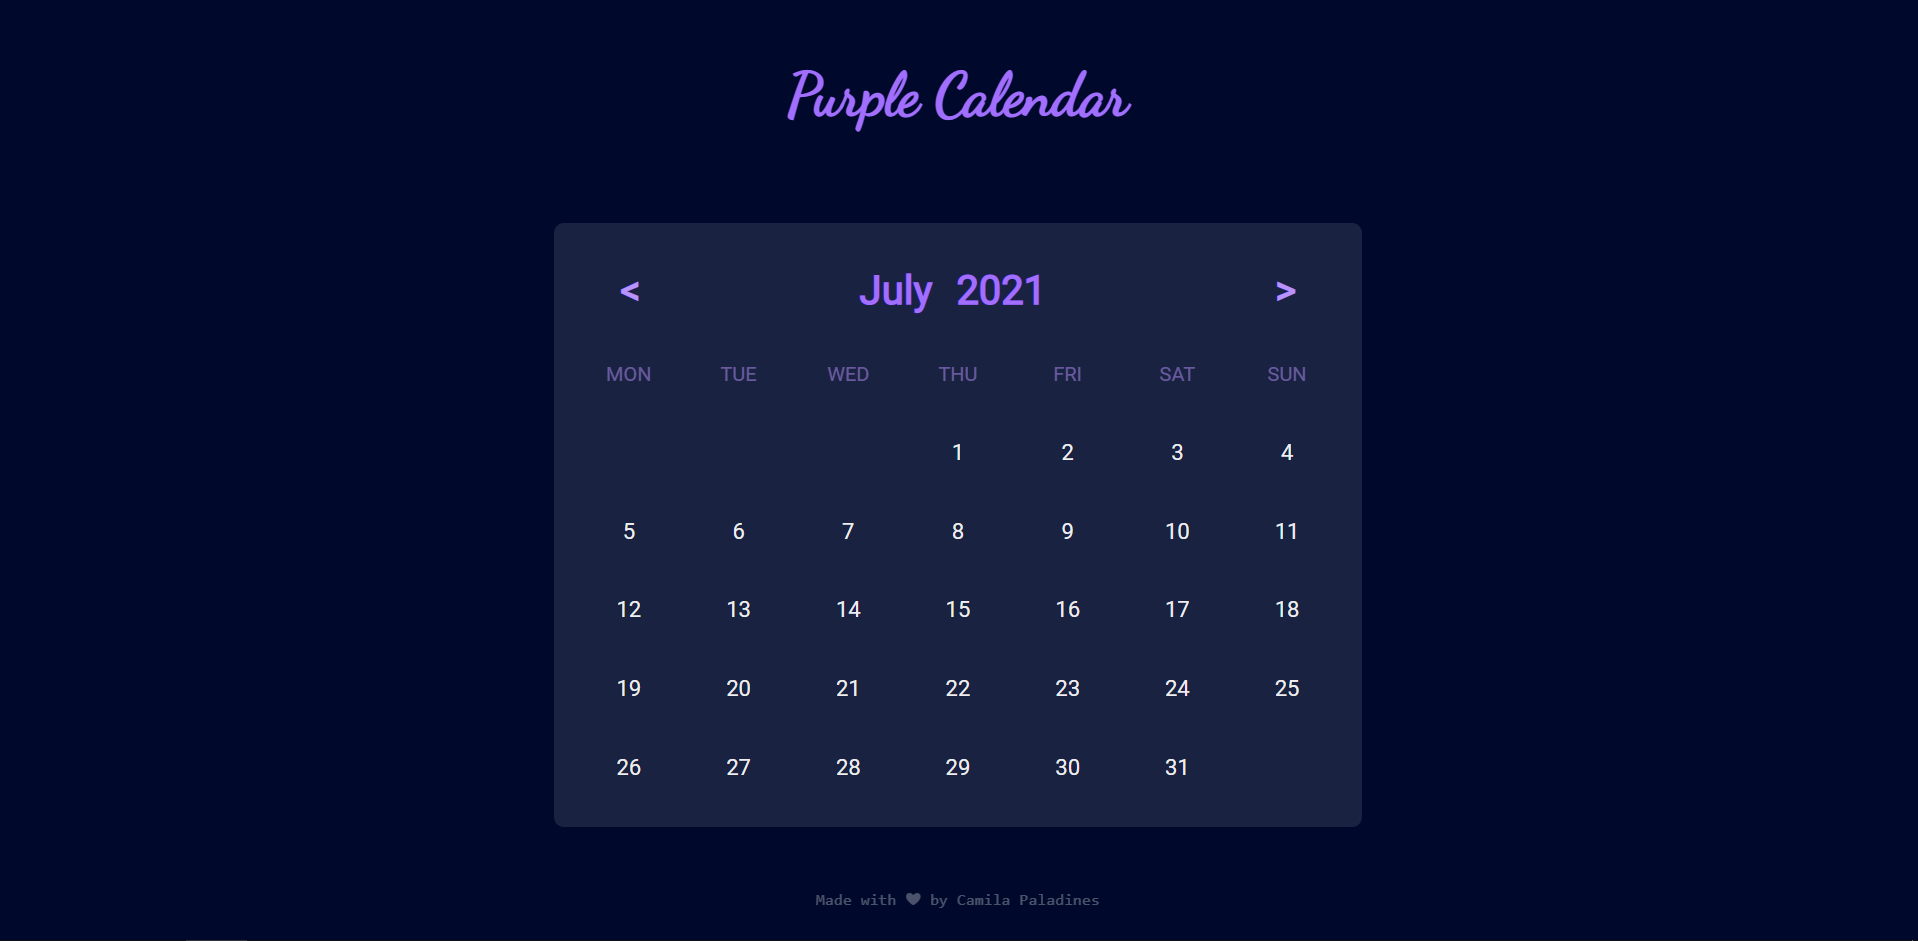 Purple Calendar
< July 2021 >
MON TUE WED THU FRI SAT SUN
1 2 3 4
5 6 7 8 9 10 11
12 13 14 15 16 17 18
19 20 21 22 23 24 25
26 27 28 29 30 31
Made with ♥ by Camila Paladines